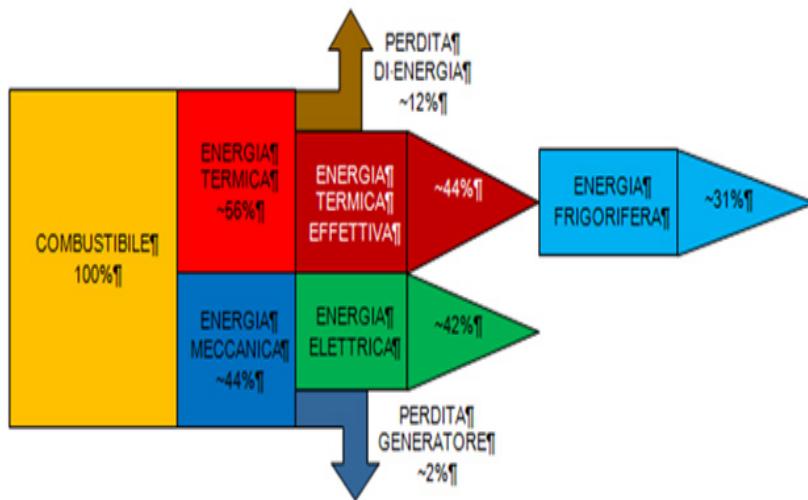 PERDITA¶
DI·ENERGIA¶
~12%¶
ENERGIA¶
TERMICA¶
~56%¶
ENERGIA¶
TERMICA¶
EFFETTIVA¶
~44%¶
ENERGIA¶
FRIGORIFERA¶
~31%¶
COMBUSTIBILE¶
100%¶
ENERGIA¶
MECCANICA¶
~44%¶
ENERGIA¶
ELETTRICA¶
~42%¶
PERDITA¶
GENERATORE¶
~2%¶